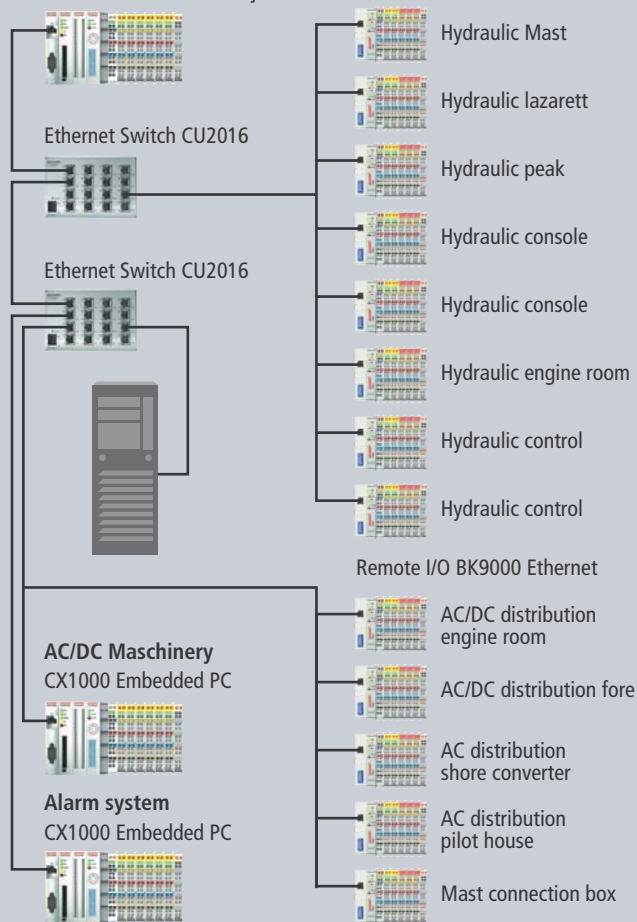 Hydraulic Mast
Hydraulic lazarett
Ethernet Switch CU2016
Hydraulic peak
Hydraulic console
Ethernet Switch CU2016
Hydraulic console
Hydraulic engine room
Hydraulic control
Hydraulic control
Remote I/O BK9000 Ethernet
AC/DC distribution
engine room
AC/DC Maschinery
CX1000 Embedded PC
AC/DC distribution fore
AC distribution
shore converter
Alarm system
CX1000 Embedded PC
AC distribution
pilot house
Mast connection box